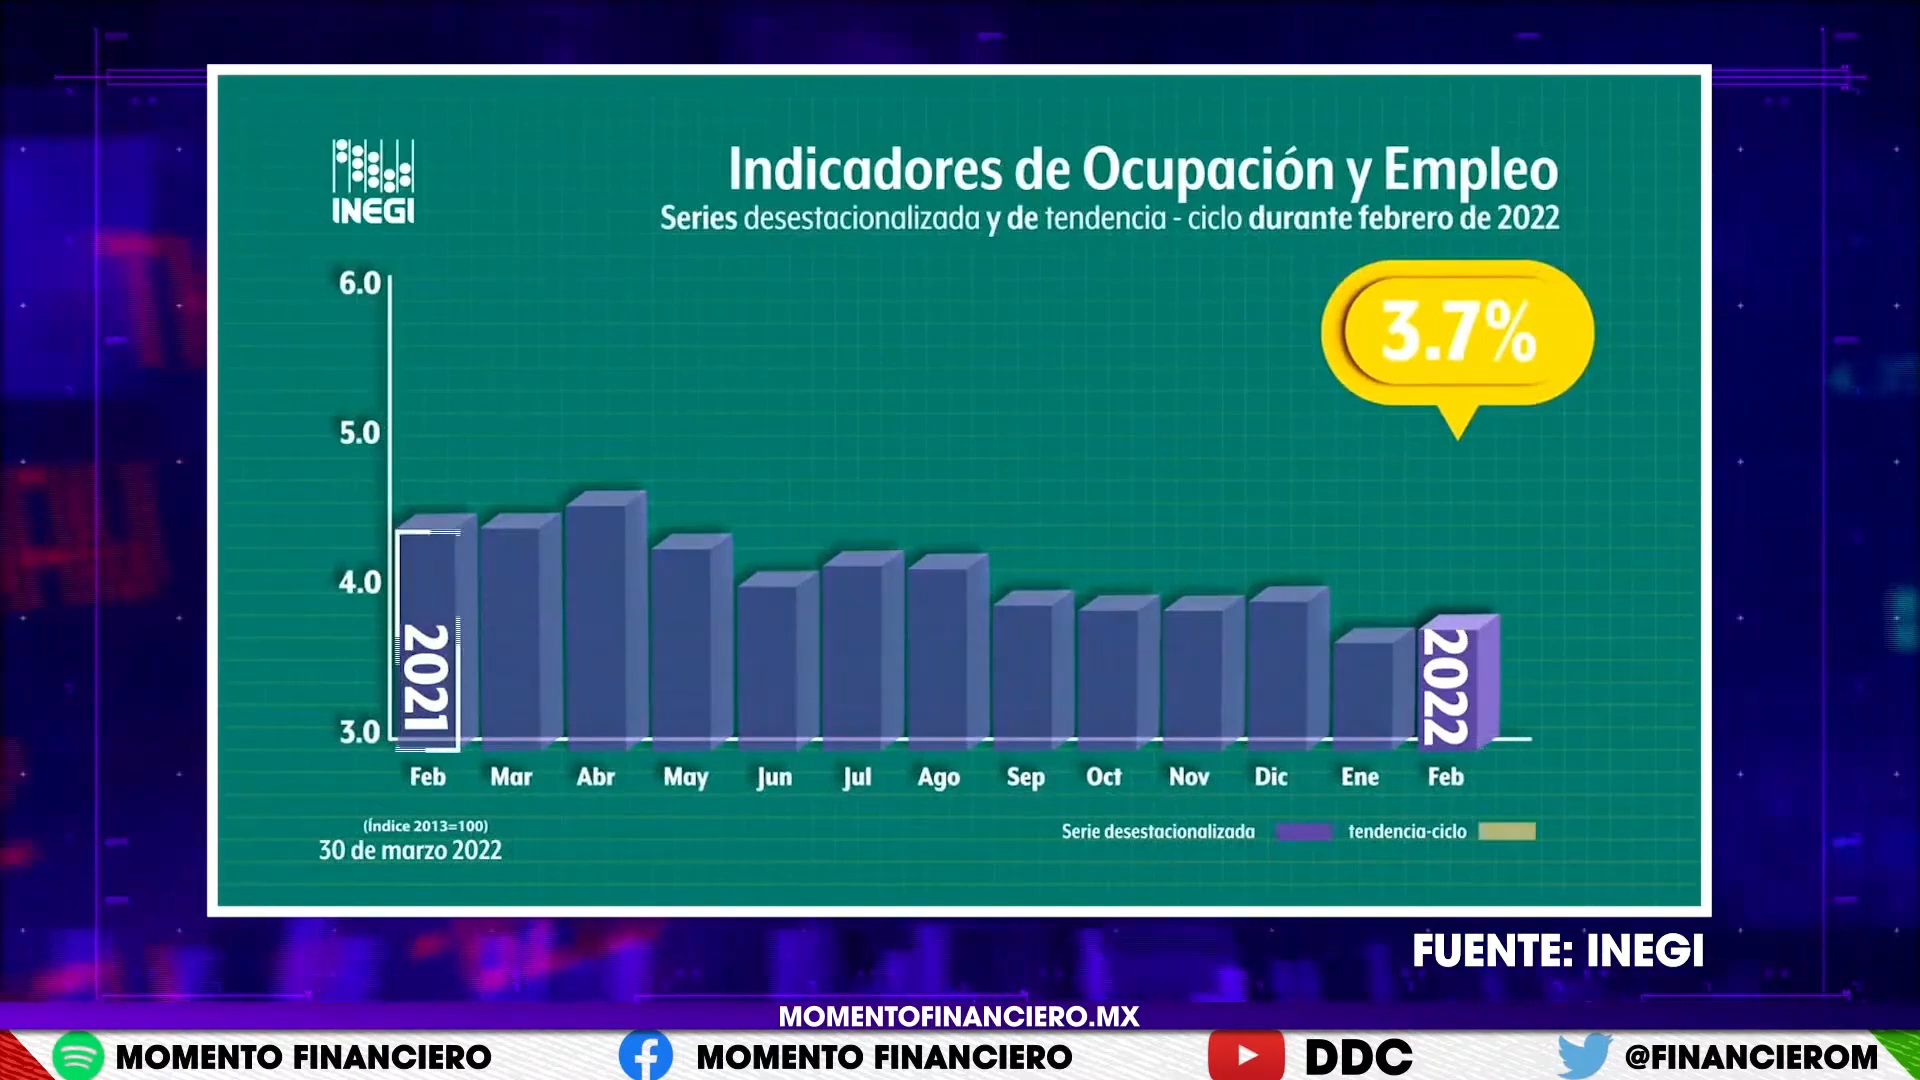 INEGI
Indicadores de Ocupación y Empleo
Series desestacionalizada y de tendencia - ciclo durante febrero de 2022
3.7%
6.0
5.0
4.0
3.0
2021
2022
Feb Mar Abr May Jun Jul Ago Sep Oct Nov Dic Ene Feb
(Índice 2013=100)
30 de marzo 2022
Serie desestacionalizada tendencia-ciclo
FUENTE: INEGI
MOMENTOFINANCIERO.MX
MOMENTO FINANCIERO MOMENTO FINANCIERO DDC @FINANCIEROM